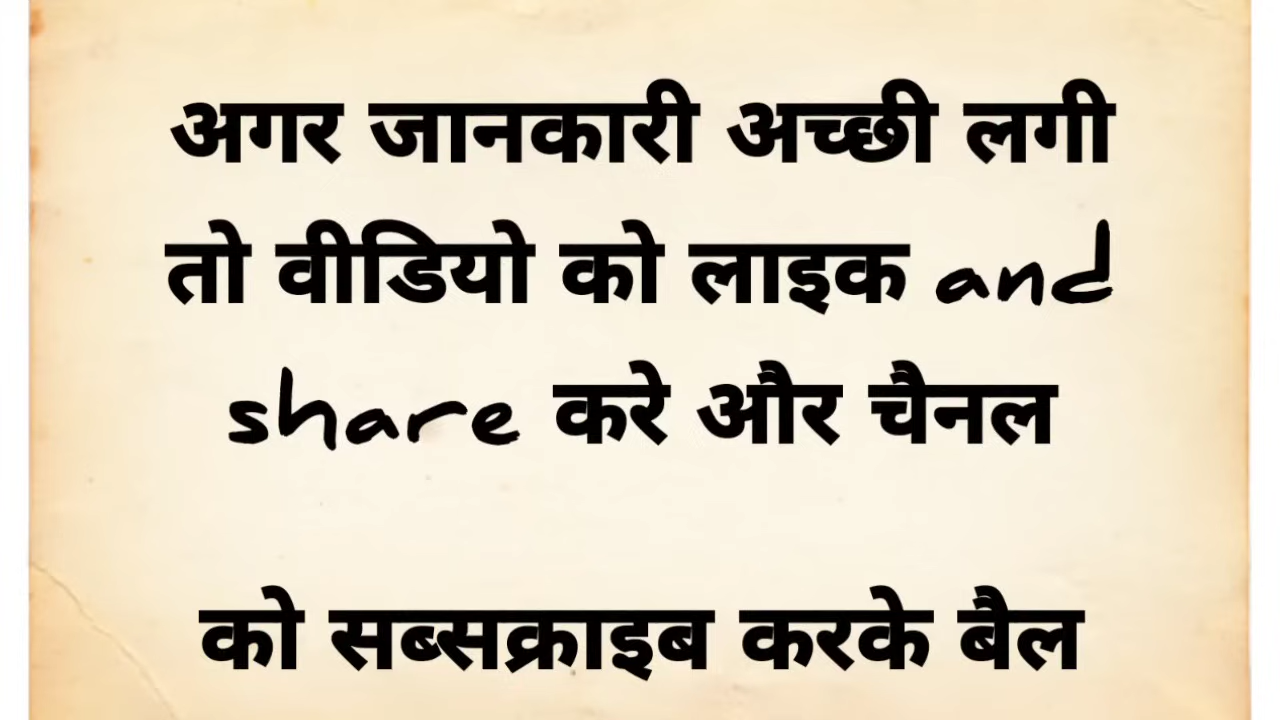 अगर जानकारी अच्छी लगी
तो वीडियो को लाइक and
share करे और चैनल
को सब्सक्राइब करके बैल